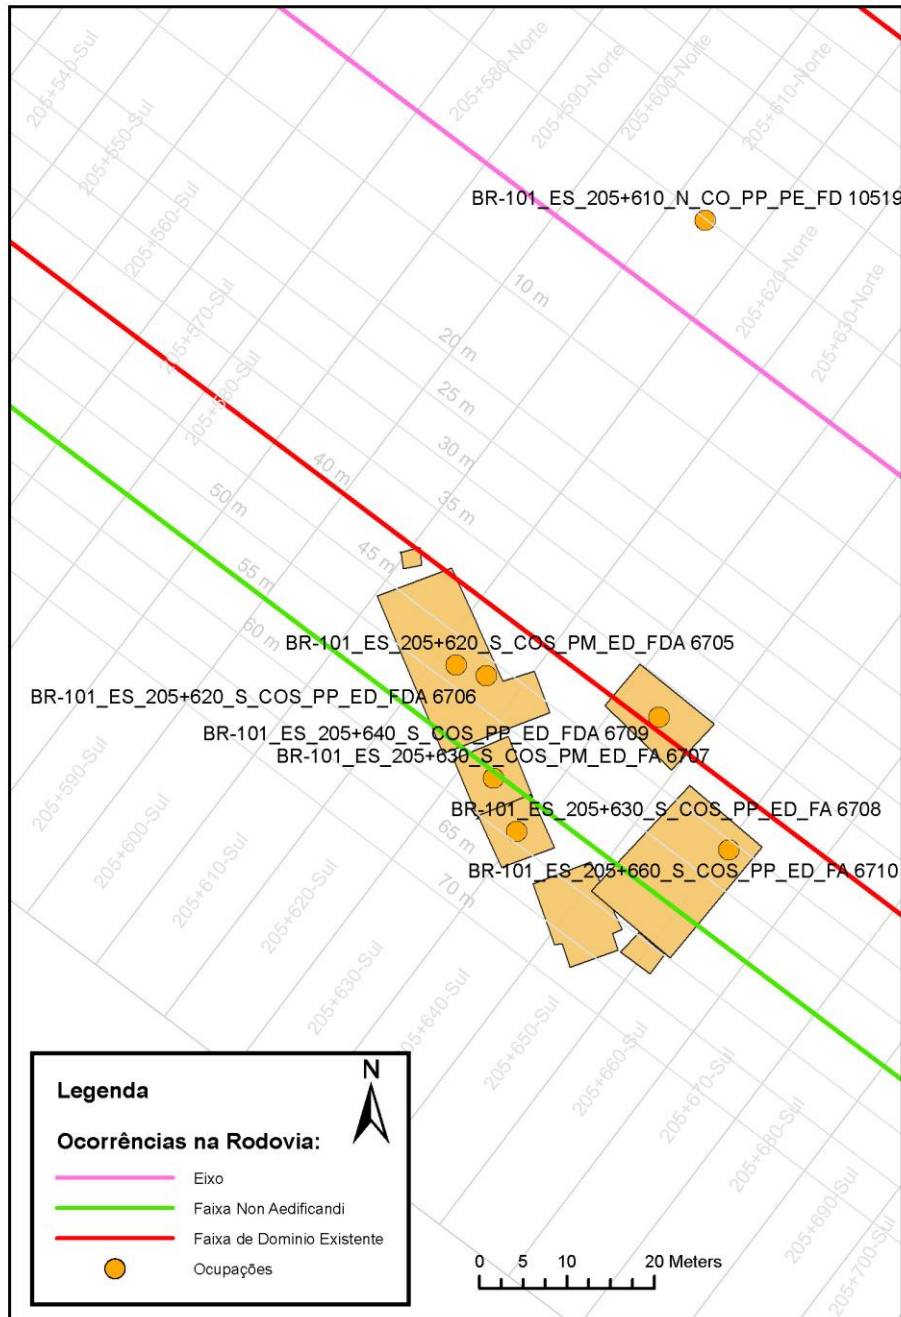 205+540-Sul
205+550-Sul
205+560-Sul
205+570-Sul
205+580-Sul
205+580-Norte
205+590-Norte
205+600-Norte
205+610-Norte
BR-101_ES_205+610_N_CO_PP_PE_FD 10519
205+620-Norte
205+630-Norte
10 m
20 m
25 m
30 m
35 m
40 m
45 m
50 m
55 m
60 m
65 m
70 m
BR-101_ES_205+620_S_COS_PM_ED_FDA 6705
BR-101_ES_205+620_S_COS_PP_ED_FDA 6706
BR-101_ES_205+640_S_COS_PP_ED_FDA 6709
BR-101_ES_205+630_S_COS_PM_ED_FA 6707
BR-101_ES_205+630_S_COS_PP_ED_FA 6708
BR-101_ES_205+660_S_COS_PP_ED_FA 6710
205+590-Sul
205+600-Sul
205+610-Sul
205+620-Sul
205+630-Sul
205+640-Sul
205+650-Sul
205+660-Sul
205+670-Sul
205+680-Sul
205+690-Sul
205+700-Sul
N
Legenda
Ocorrências na Rodovia:
Eixo
Faixa Non Aedificandi
Faixa de Dominio Existente
Ocupações
0 5 10 20 Meters